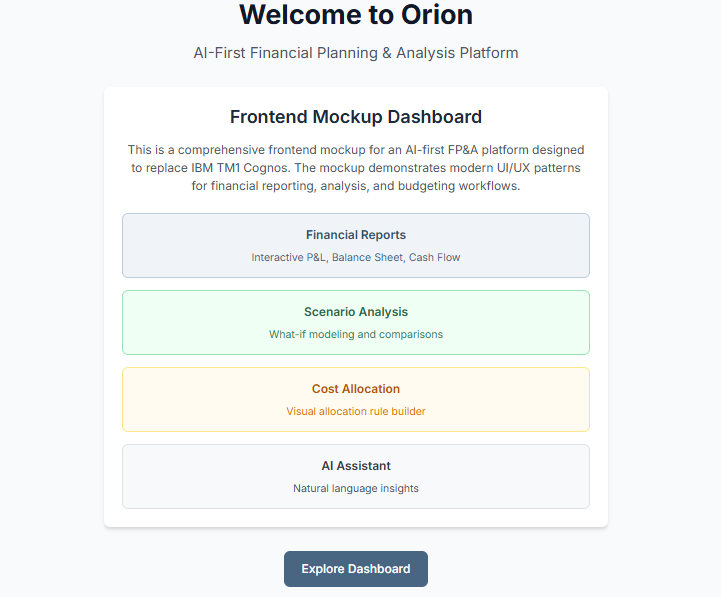 Welcome to Orion
AI-First Financial Planning & Analysis Platform
Frontend Mockup Dashboard
This is a comprehensive frontend mockup for an AI-first FP&A platform designed
to replace IBM TM1 Cognos. The mockup demonstrates modern UI/UX patterns
for financial reporting, analysis, and budgeting workflows.
Financial Reports
Interactive P&L, Balance Sheet, Cash Flow
Scenario Analysis
What-if modeling and comparisons
Cost Allocation
Visual allocation rule builder
AI Assistant
Natural language insights
Explore Dashboard